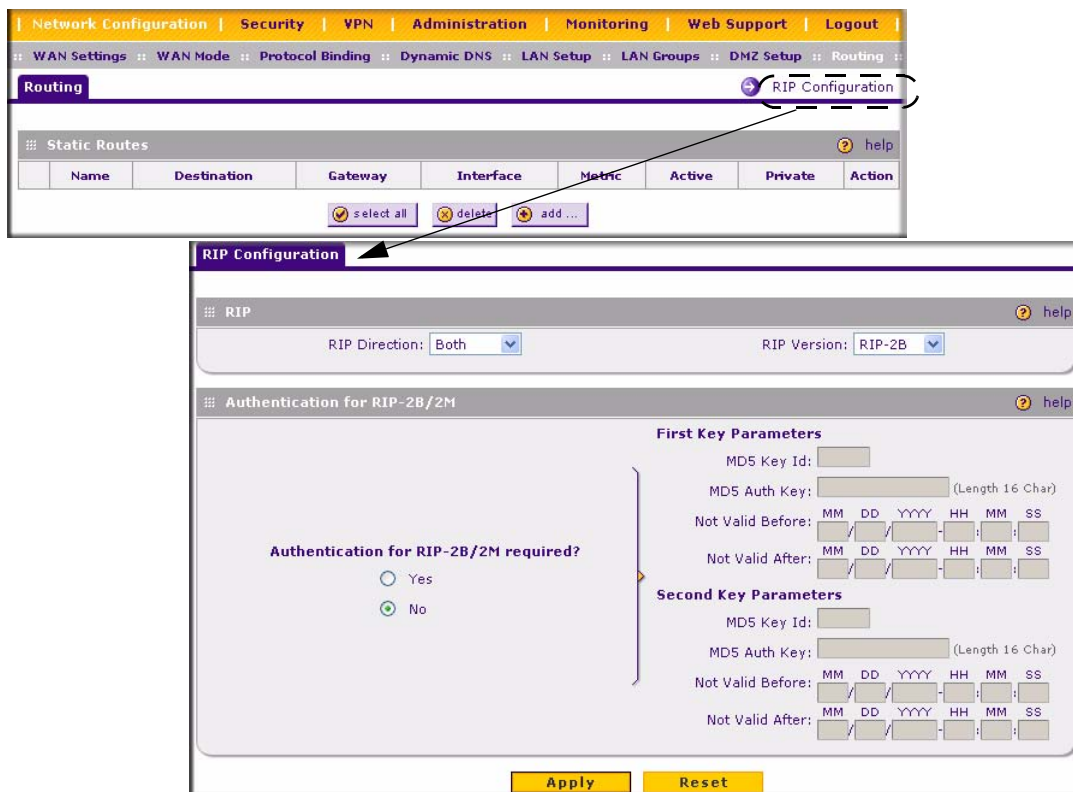 | Network Configuration | Security | VPN | Administration | Monitoring | Web Support | Logout |
:: WAN Settings :: WAN Mode :: Protocol Binding :: Dynamic DNS :: LAN Setup :: LAN Groups :: DMZ Setup :: Routing ::
Routing RIP Configuration
Static Routes ? help
Name Destination Gateway Interface Metric Active Private Action
select all delete add ...
RIP Configuration
RIP ? help
RIP Direction: Both RIP Version: RIP-2B
Authentication for RIP-2B/2M ? help
Authentication for RIP-2B/2M required?
Yes
No
First Key Parameters
MD5 Key Id:
MD5 Auth Key: (Length 16 Char)
MM DD YYYY HH MM SS
Not Valid Before: / / - : :
MM DD YYYY HH MM SS
Not Valid After: / / - : :
Second Key Parameters
MD5 Key Id:
MD5 Auth Key: (Length 16 Char)
MM DD YYYY HH MM SS
Not Valid Before: / / - : :
MM DD YYYY HH MM SS
Not Valid After: / / - : :
Apply Reset